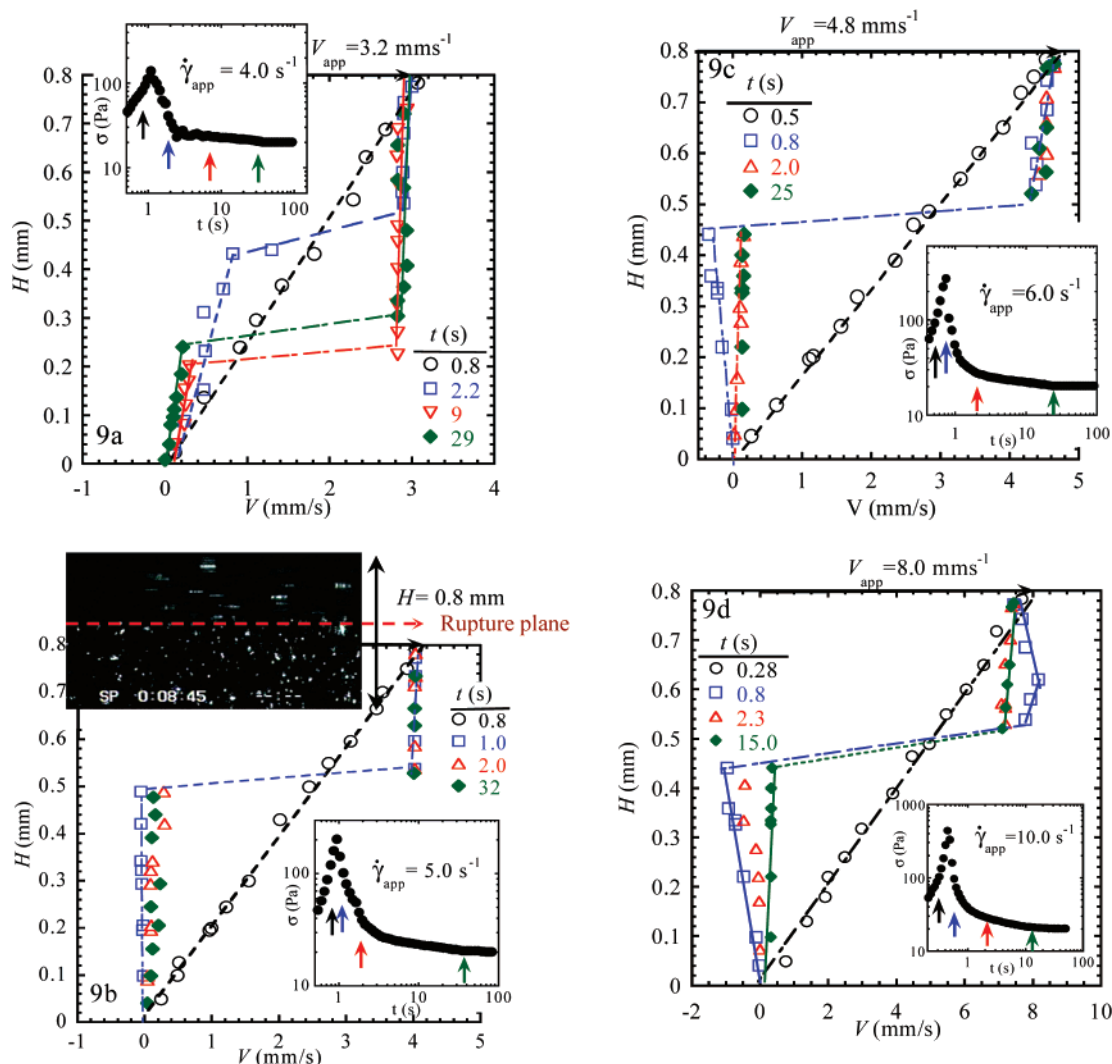 V_app =3.2 mms⁻¹
γ̇_app = 4.0 s⁻¹
σ (Pa)
100
10
1 10 100
t (s)
H (mm)
0.8
0.7
0.6
0.5
0.4
0.3
0.2
0.1
0
9a
t (s)
0.8
2.2
9
29
-1 0 1 2 3 4
V (mm/s)
V_app =4.8 mms⁻¹
9c
t (s)
0.5
0.8
2.0
25
H (mm)
0.8
0.7
0.6
0.5
0.4
0.3
0.2
0.1
0
γ̇_app =6.0 s⁻¹
σ (Pa)
100
10
1 10 100
t (s)
-1 0 1 2 3 4 5
V (mm/s)
H= 0.8 mm
Rupture plane
SP 0:08:45
t (s)
0.8
1.0
2.0
32
H (mm)
0.8
0.7
0.6
0.5
0.4
0.3
0.2
0.1
0
γ̇_app =5.0 s⁻¹
σ (Pa)
100
10
1 10 100
t (s)
9b
-1 0 1 2 3 4 5
V (mm/s)
V_app =8.0 mms⁻¹
9d
t (s)
0.28
0.8
2.3
15.0
H (mm)
0.8
0.7
0.6
0.5
0.4
0.3
0.2
0.1
0
γ̇_app =10.0 s⁻¹
σ (Pa)
1000
100
10
1 10
t (s)
-2 0 2 4 6 8 10
V (mm/s)